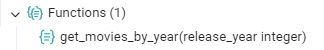 Functions (1)
get_movies_by_year(release_year integer)